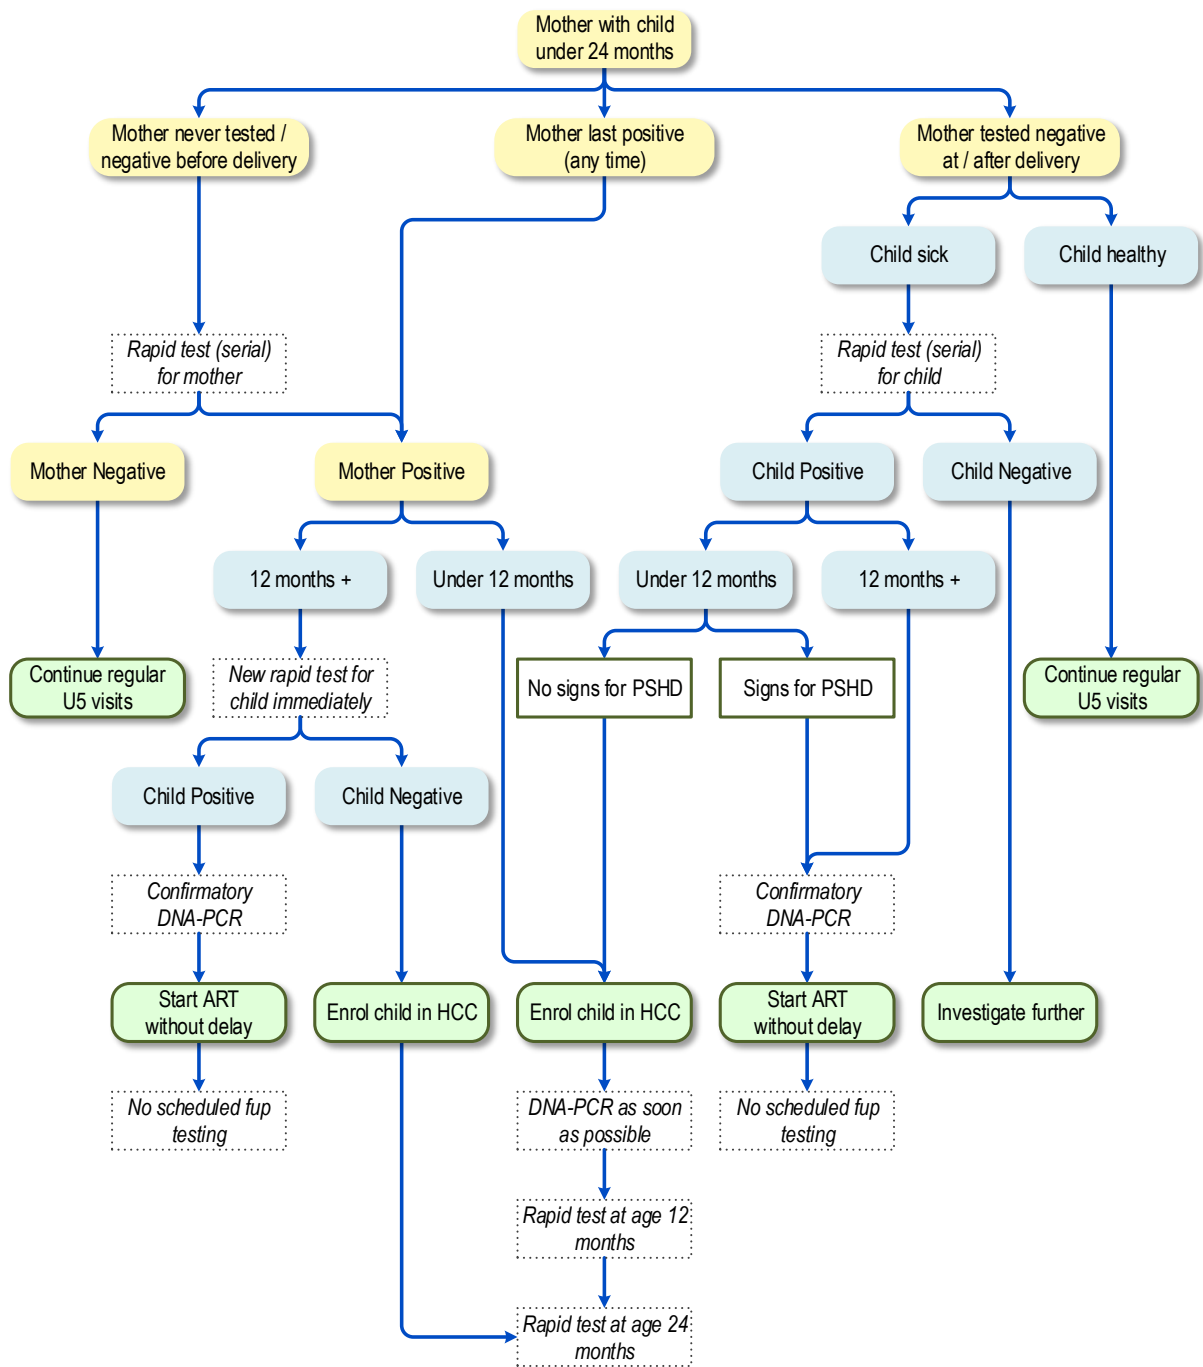 Mother with child
under 24 months
Mother never tested /
negative before delivery
Mother last positive
(any time)
Mother tested negative
at / after delivery
Child sick
Child healthy
Rapid test (serial)
for mother
Rapid test (serial)
for child
Mother Negative
Mother Positive
Child Positive
Child Negative
12 months +
Under 12 months
Under 12 months
12 months +
Continue regular
U5 visits
New rapid test for
child immediately
No signs for PSHD
Signs for PSHD
Continue regular
U5 visits
Child Positive
Child Negative
Confirmatory
DNA-PCR
Confirmatory
DNA-PCR
Start ART
without delay
Enrol child in HCC
Enrol child in HCC
Start ART
without delay
Investigate further
No scheduled fup
testing
DNA-PCR as soon
as possible
No scheduled fup
testing
Rapid test at age 12
months
Rapid test at age 24
months